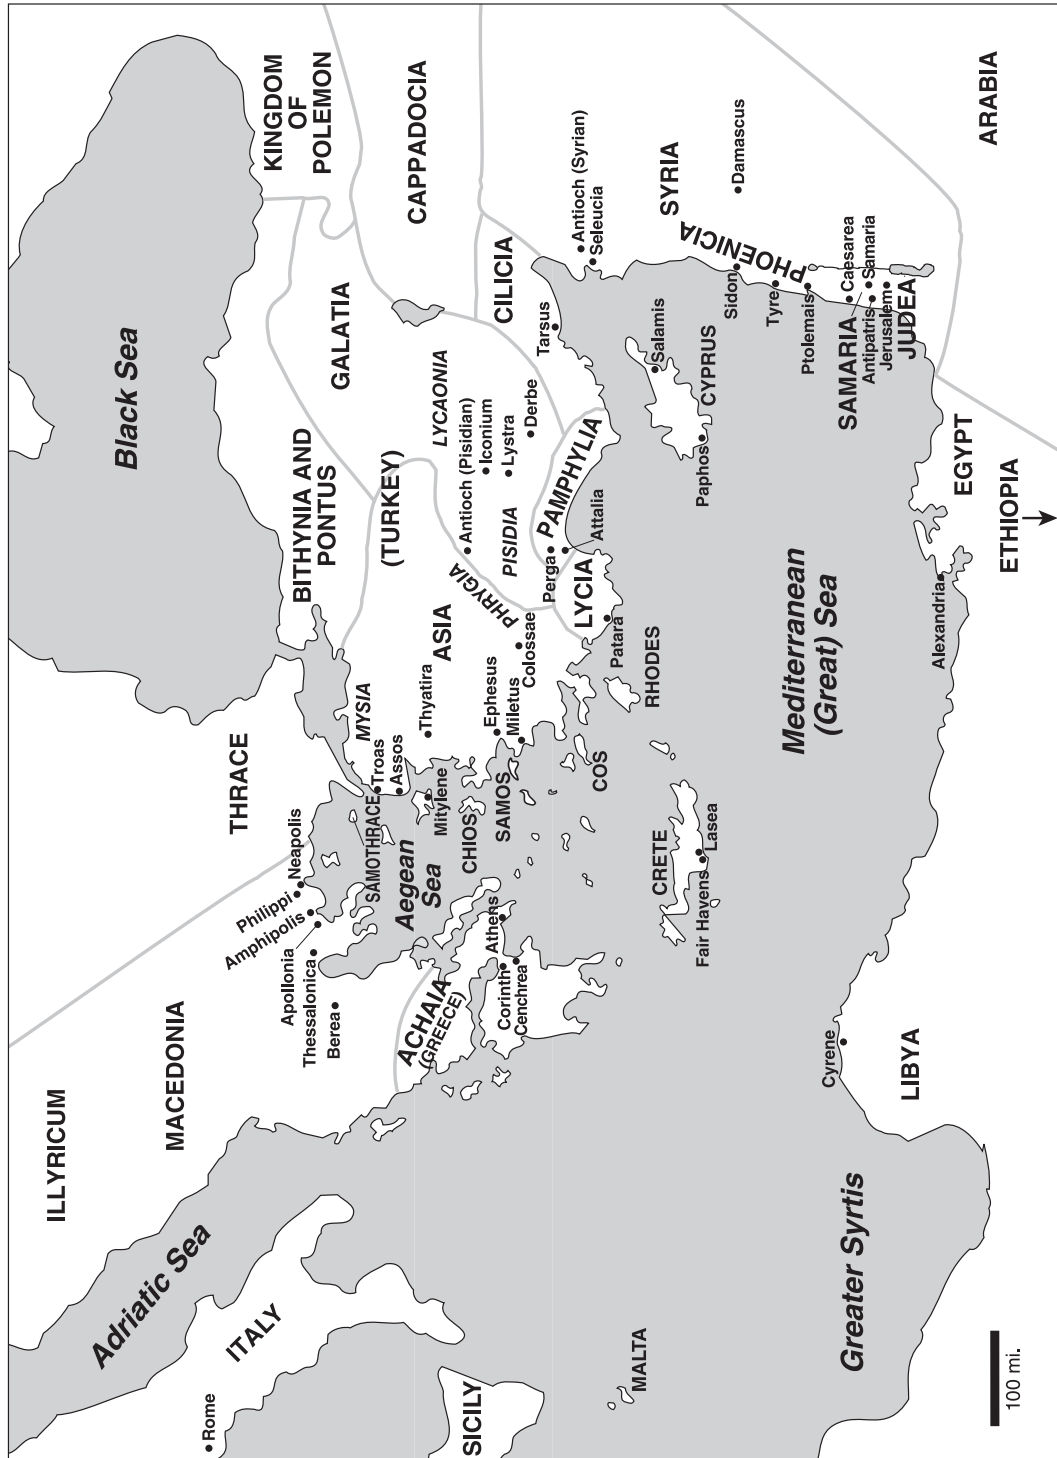 ILLYRICUM
MACEDONIA
THRACE
Black Sea
KINGDOM
OF
POLEMON
BITHYNIA AND
PONTUS
GALATIA
CAPPADOCIA
(TURKEY)
Adriatic Sea
ITALY
Rome
SICILY
Philippi
Neapolis
Amphipolis
Apollonia
Thessalonica
Berea
SAMOTHRACE
Aegean
Sea
ACHAIA
(GREECE)
Athens
Corinth
Cenchrea
MYSIA
Troas
Assos
Mitylene
CHIOS
SAMOS
Thyatira
ASIA
Ephesus
Miletus
Colossae
PHRYGIA
COS
RHODES
LYCAONIA
Antioch (Pisidian)
Iconium
Lystra
Derbe
PISIDIA
PAMPHYLIA
Perga
Attalia
LYCIA
Patara
CILICIA
Tarsus
Antioch (Syrian)
Seleucia
SYRIA
Damascus
PHOENICIA
Sidon
Tyre
Ptolemais
Salamis
CYPRUS
Paphos
CRETE
Fair Havens
Lasea
Mediterranean
(Great) Sea
Caesarea
SAMARIA
Samaria
Antipatris
Jerusalem
JUDEA
ARABIA
EGYPT
ETHIOPIA
Alexandria
Cyrene
LIBYA
Greater Syrtis
MALTA
100 mi.